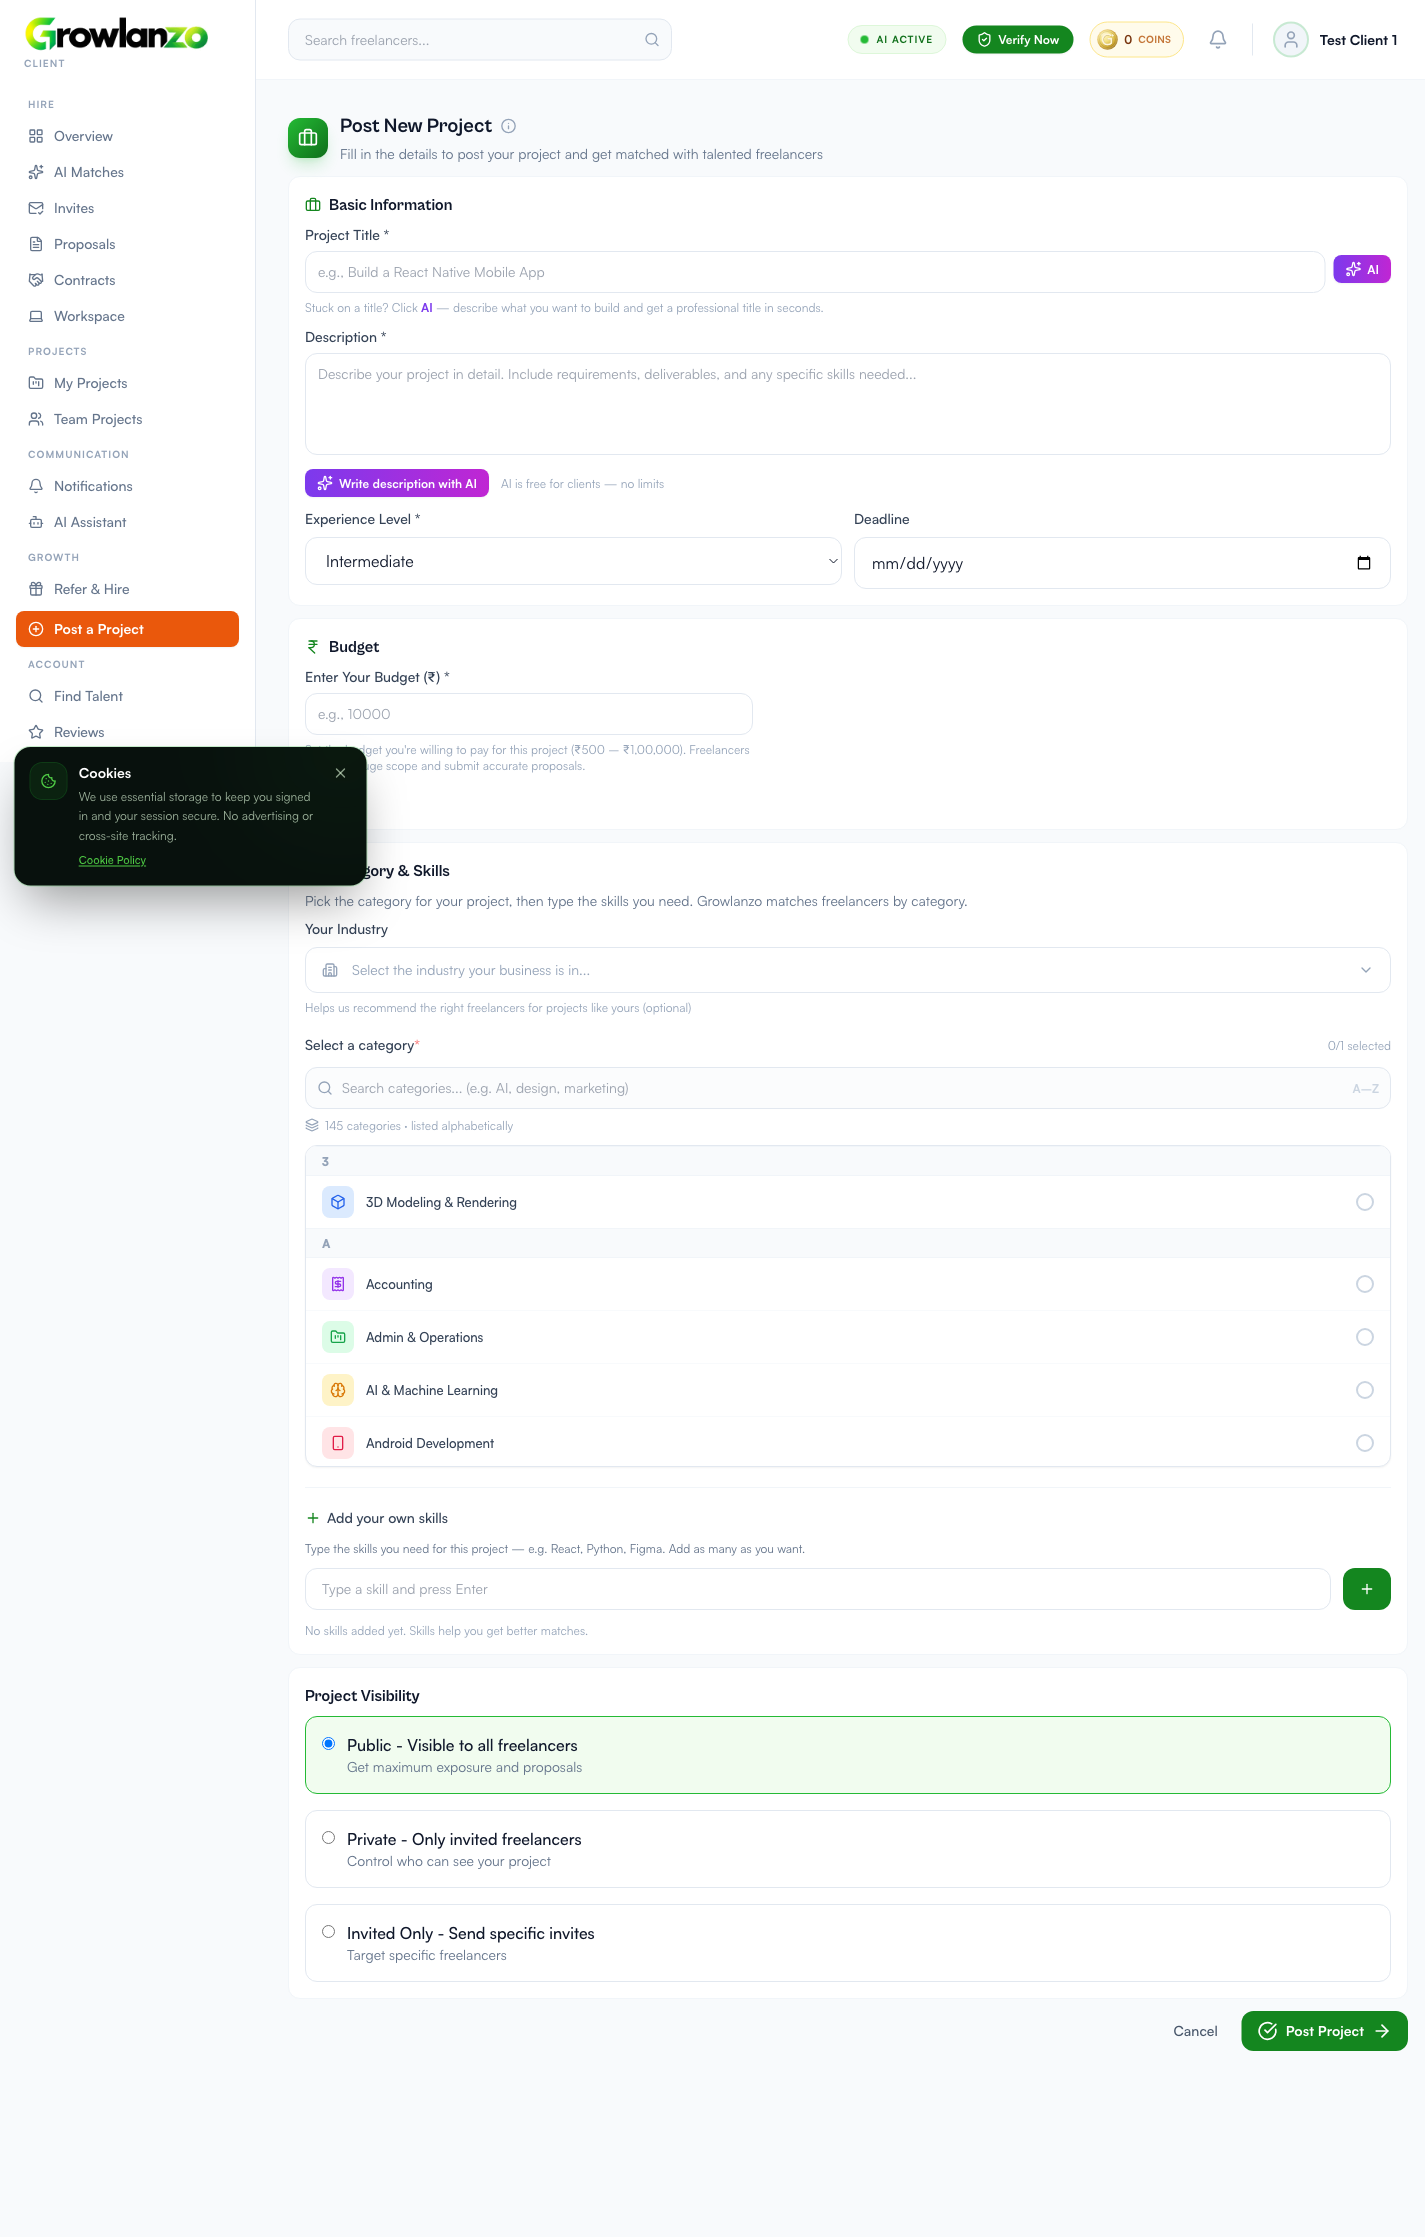 Growlanzo
CLIENT
Search freelancers...
AI ACTIVE
Verify Now
0 COINS
Test Client 1
HIRE
Overview
AI Matches
Invites
Proposals
Contracts
Workspace
PROJECTS
My Projects
Team Projects
COMMUNICATION
Notifications
AI Assistant
GROWTH
Refer & Hire
Post a Project
ACCOUNT
Find Talent
Reviews
Cookies
We use essential storage to keep you signed
in and your session secure. No advertising or
cross-site tracking.
Cookie Policy
Post New Project
Fill in the details to post your project and get matched with talented freelancers
Basic Information
Project Title *
e.g., Build a React Native Mobile App
AI
Stuck on a title? Click AI — describe what you want to build and get a professional title in seconds.
Description *
Describe your project in detail. Include requirements, deliverables, and any specific skills needed...
Write description with AI
AI is free for clients — no limits
Experience Level *
Deadline
Intermediate
mm/dd/yyyy
Budget
Enter Your Budget (₹) *
e.g., 10000
you're willing to pay for this project (₹500 — ₹1,00,000). Freelancers
scope and submit accurate proposals.
& Skills
Pick the category for your project, then type the skills you need. Growlanzo matches freelancers by category.
Your Industry
Select the industry your business is in...
Helps us recommend the right freelancers for projects like yours (optional)
Select a category*
0/1 selected
Search categories... (e.g. AI, design, marketing)
A—Z
145 categories · listed alphabetically
3
3D Modeling & Rendering
A
Accounting
Admin & Operations
AI & Machine Learning
Android Development
Add your own skills
Type the skills you need for this project — e.g. React, Python, Figma. Add as many as you want.
Type a skill and press Enter
No skills added yet. Skills help you get better matches.
Project Visibility
Public - Visible to all freelancers
Get maximum exposure and proposals
Private - Only invited freelancers
Control who can see your project
Invited Only - Send specific invites
Target specific freelancers
Cancel
Post Project